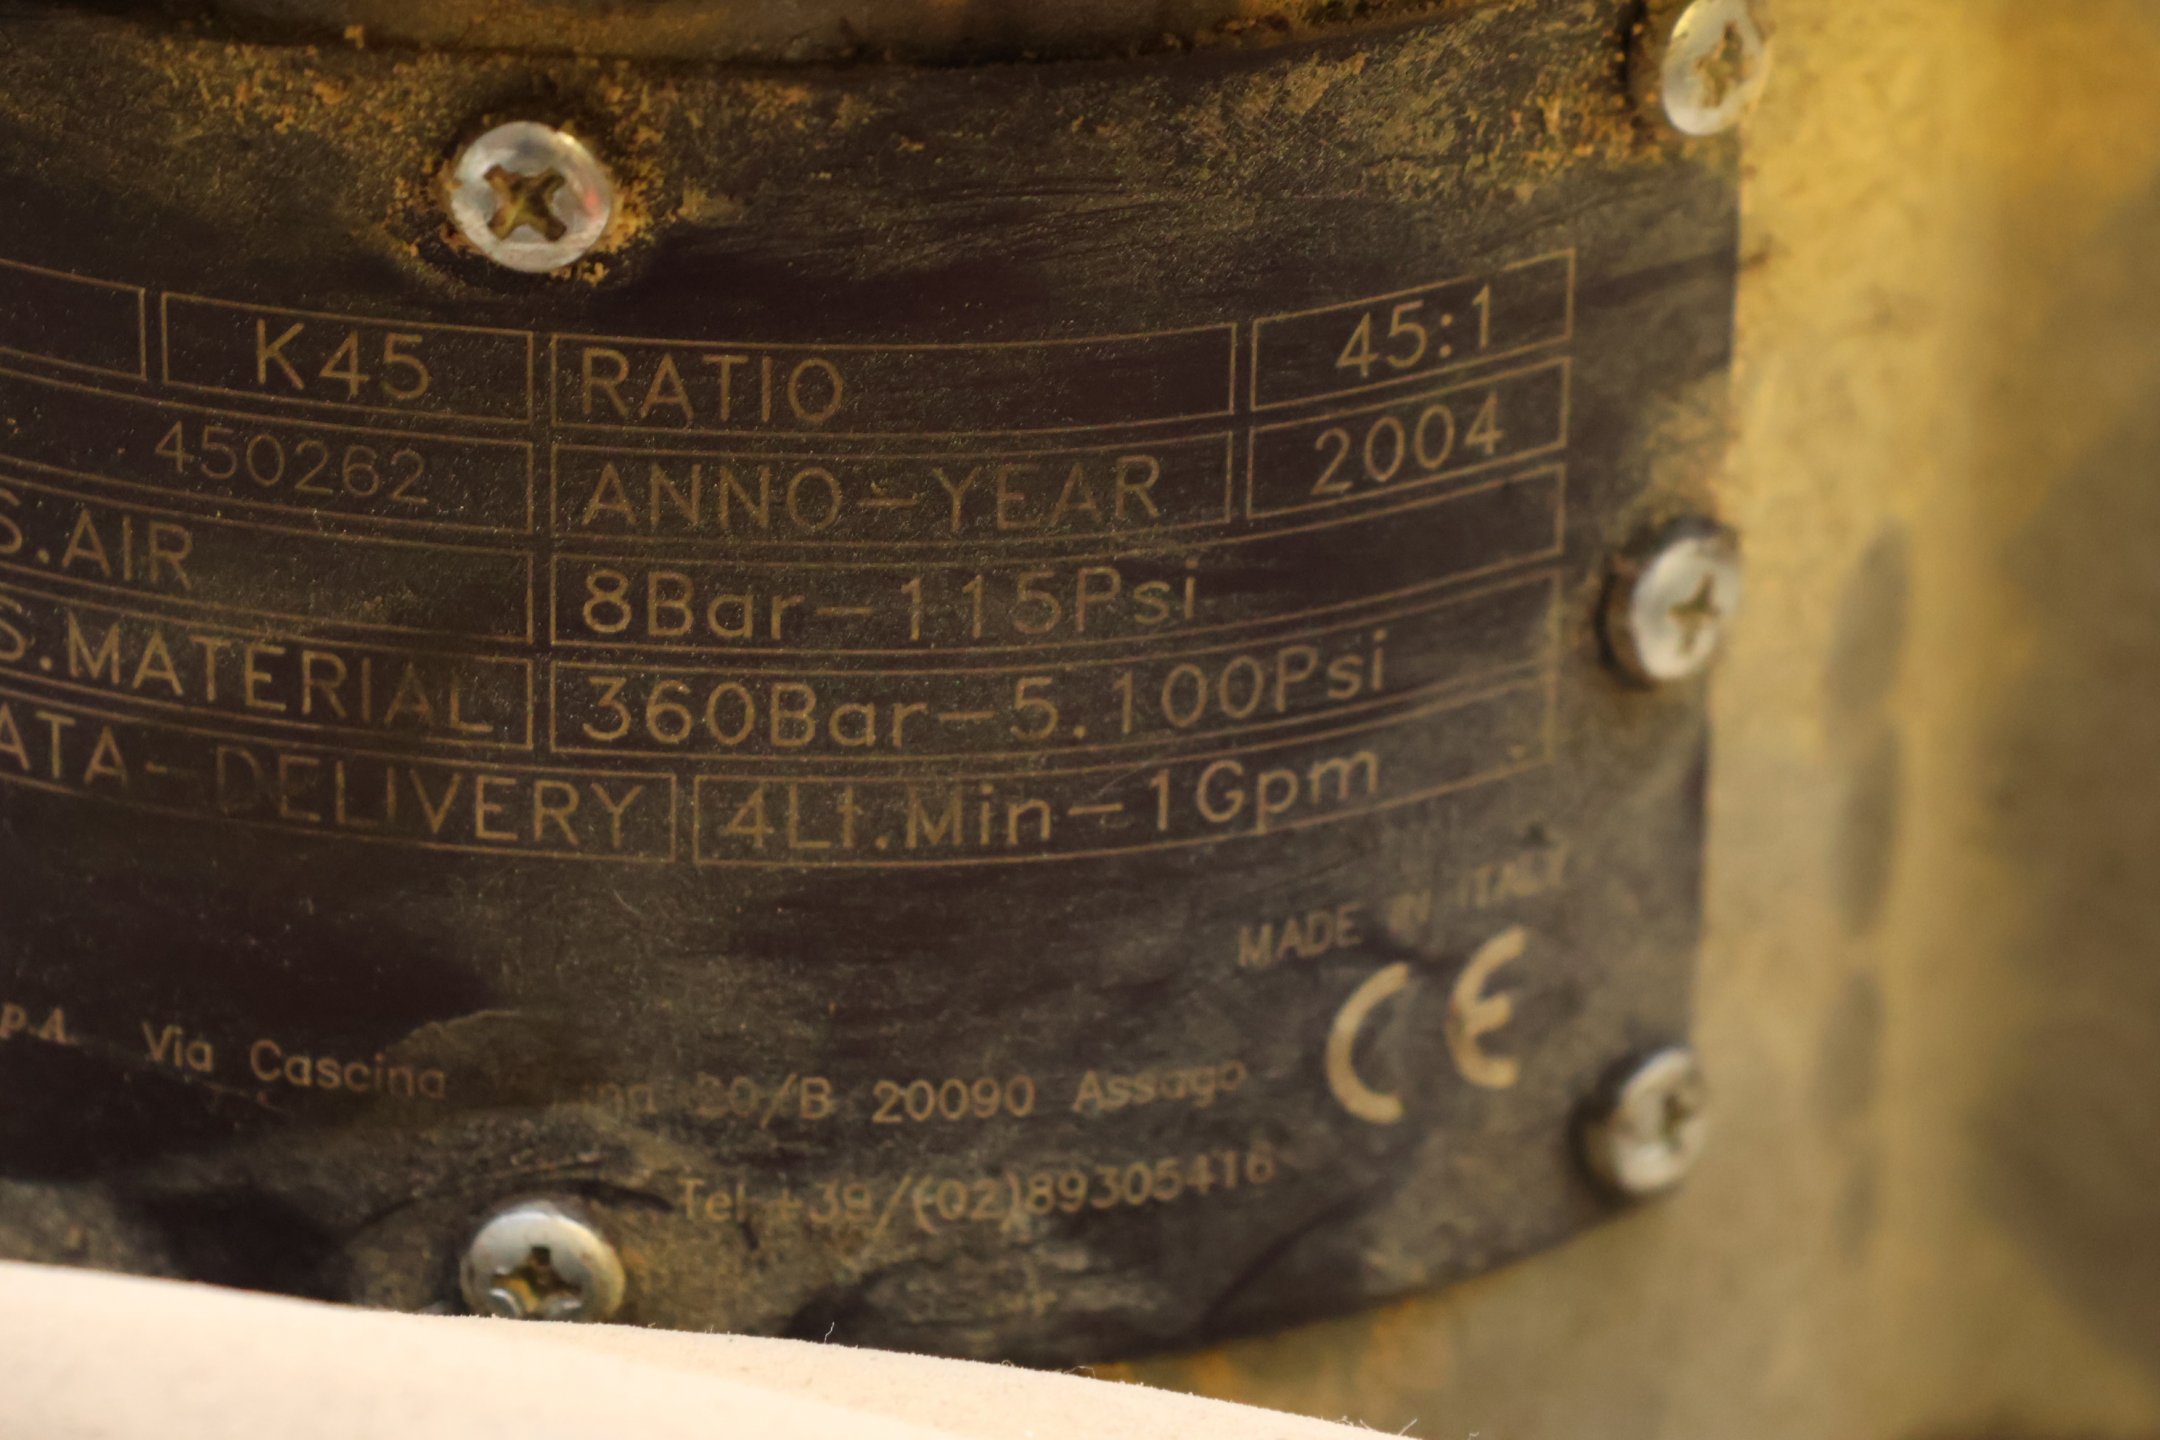 K45 RATIO 45:1
450262 ANNO-YEAR 2004
S.AIR 8Bar-115Psi
S.MATERIAL 360Bar-5.100Psi
ATA-DELIVERY 4Lt.Min-1Gpm
MADE IN ITALY
CE
p.A. Via Cascina 20/B 20090 Assago
Tel +39/(02)89305416